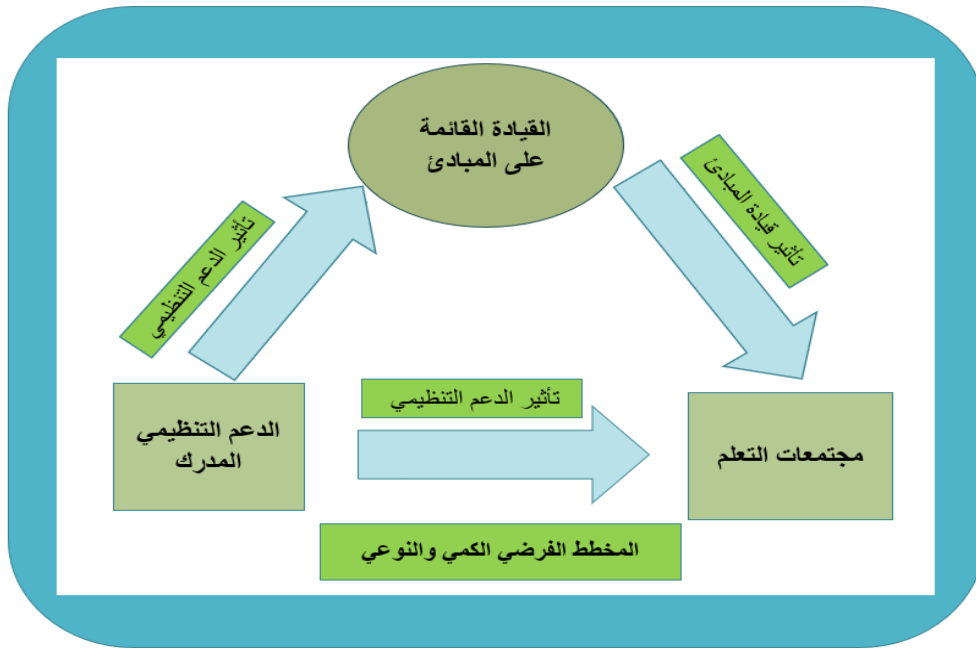 القيادة القائمة
على المبادئ
تأثير قيادة المبادئ
تأثير الدعم التنظيمي
تأثير الدعم التنظيمي
الدعم التنظيمي
المدرك
مجتمعات التعلم
المخطط الفرضي الكمي والنوعي